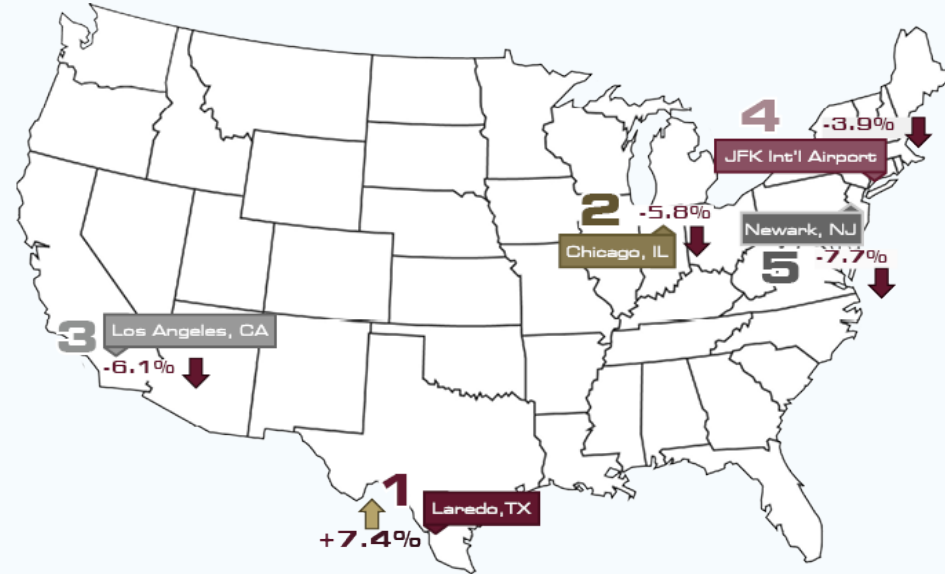 4
-3.9%
JFK Int'l Airport
2
-5.8%
Chicago, IL
Newark, NJ
5
-7.7%
3
Los Angeles, CA
-6.1%
1
Laredo,TX
+7.4%